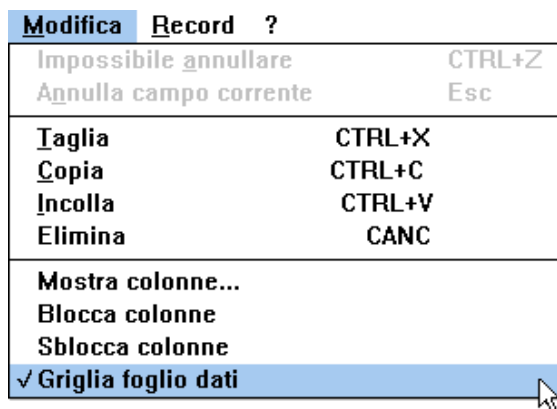 Modifica Record ?
Impossibile annullare CTRL+Z
Annulla campo corrente Esc
Taglia CTRL+X
Copia CTRL+C
Incolla CTRL+V
Elimina CANC
Mostra colonne...
Blocca colonne
Sblocca colonne
√ Griglia foglio dati